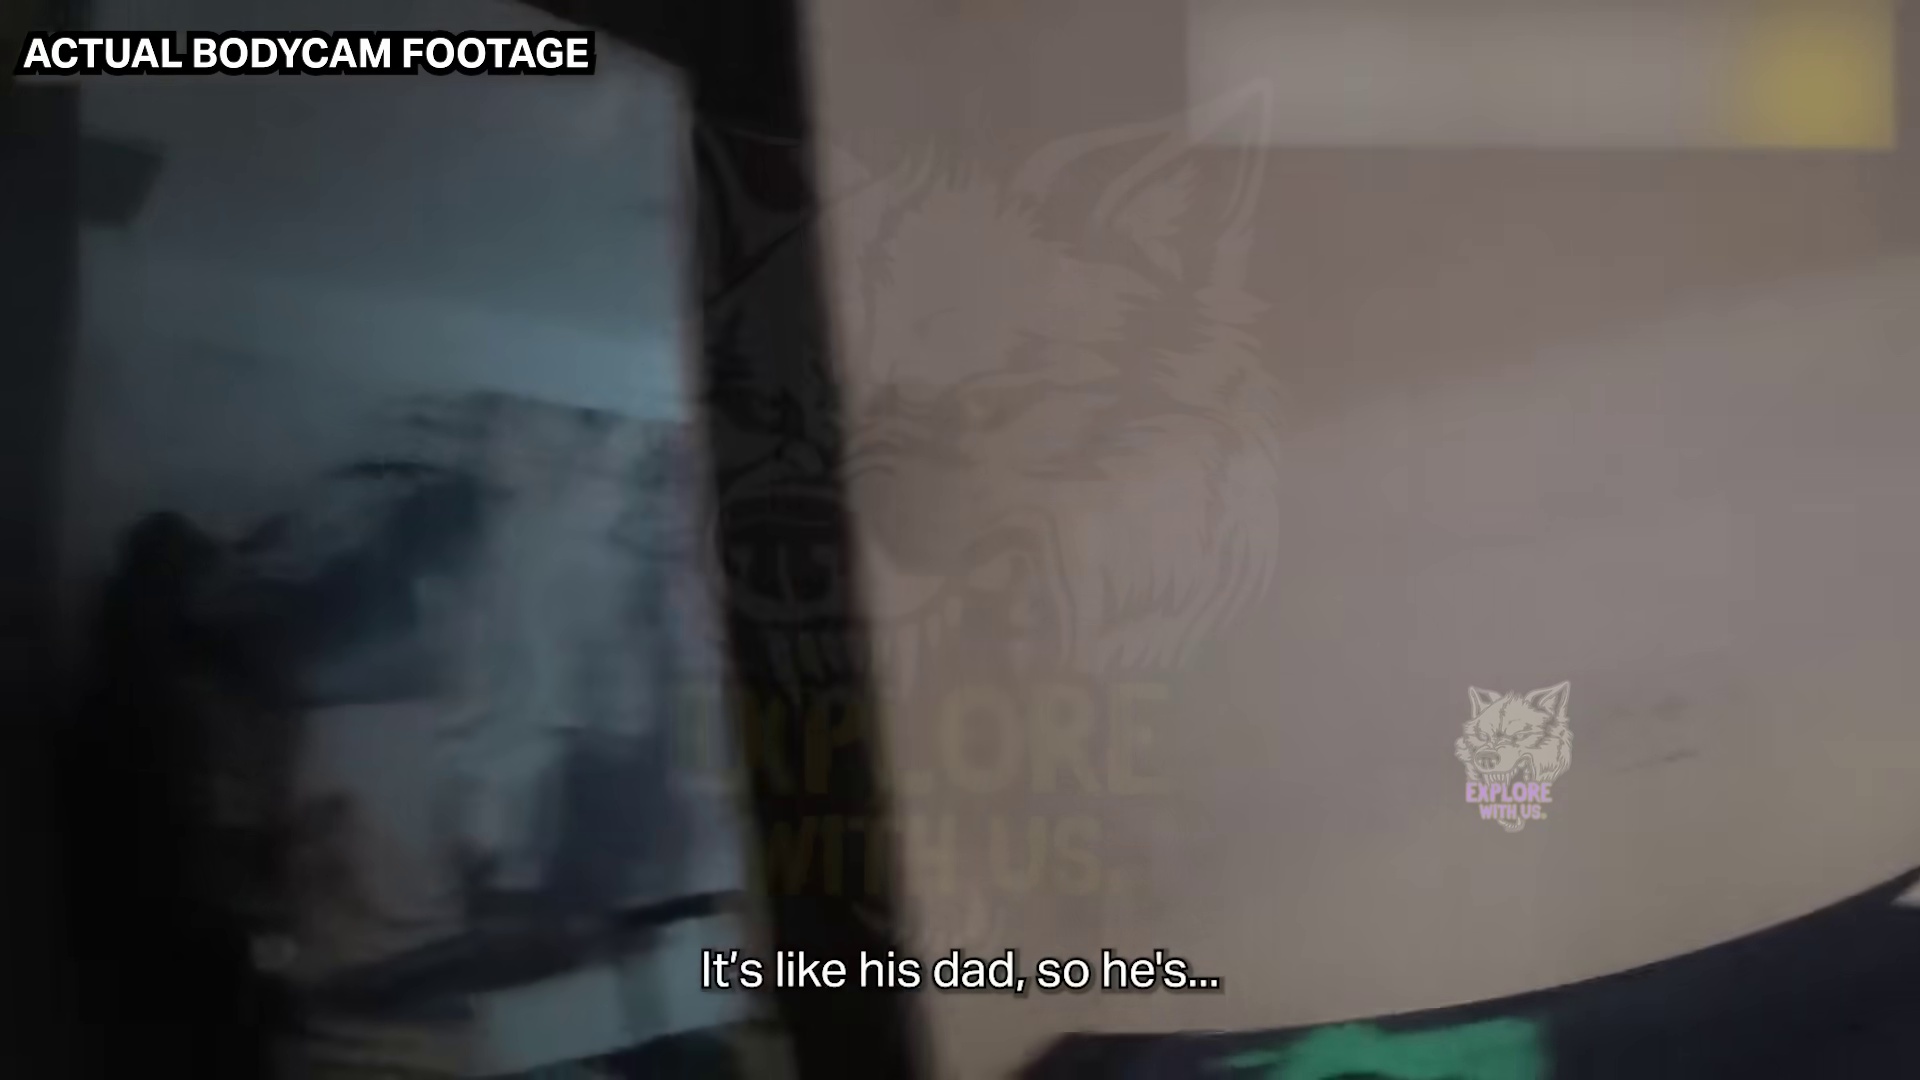 ACTUAL BODYCAM FOOTAGE
EXPLORE
WITH US.
EXPLORE
WITH US.
It's like his dad, so he's...